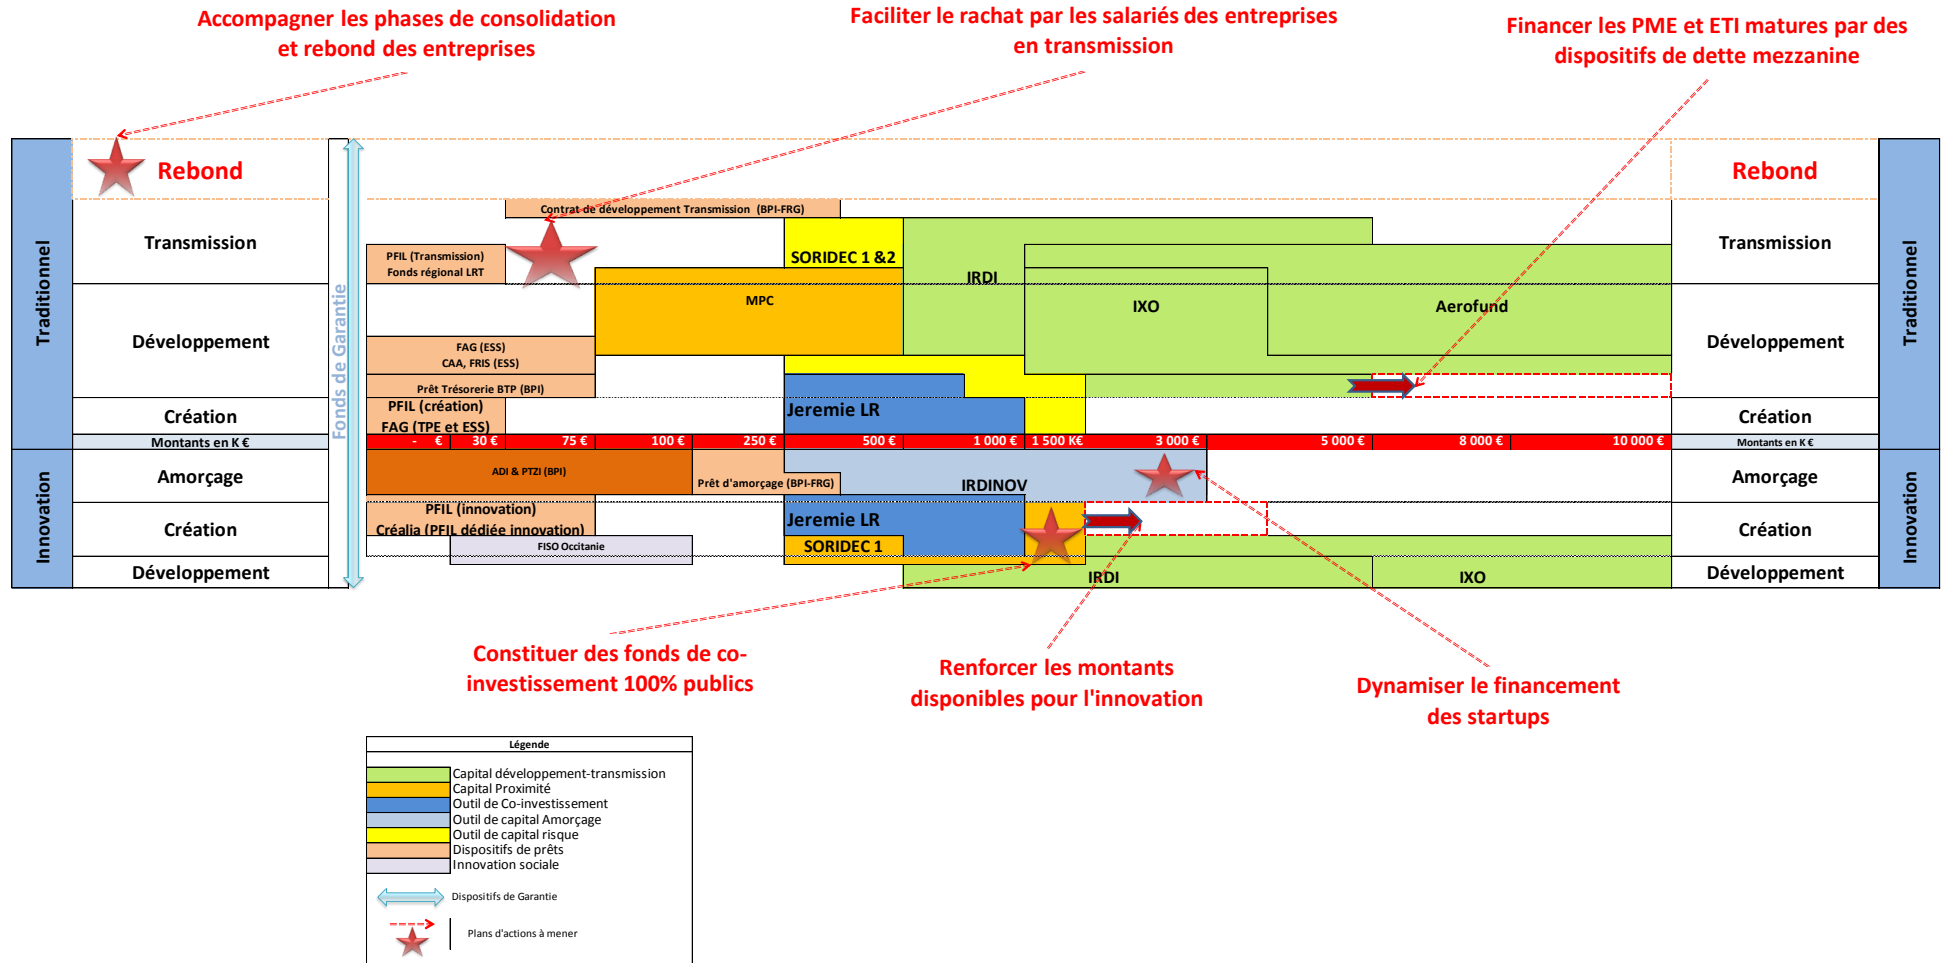 Accompagner les phases de consolidation
et rebond des entreprises
Faciliter le rachat par les salariés des entreprises
en transmission
Financer les PME et ETI matures par des
dispositifs de dette mezzanine
Traditionnel
Rebond
Rebond
Traditionnel
Fonds de Garantie
Contrat de développement Transmission (BPI-FRG)
Transmission
PFIL (Transmission)
Fonds régional LRT
SORIDEC 1 &2
IRDI
Transmission
MPC
IXO
Aerofund
Développement
FAG (ESS)
CAA, FRIS (ESS)
Développement
Prêt Trésorerie BTP (BPI)
Création
PFIL (création)
FAG (TPE et ESS)
Jeremie LR
Création
Montants en K €
- €
30 €
75 €
100 €
250 €
500 €
1 000 €
1 500 K€
3 000 €
5 000 €
8 000 €
10 000 €
Montants en K €
Innovation
Amorçage
ADI & PTZI (BPI)
Prêt d'amorçage (BPI-FRG)
IRDINOV
Amorçage
Innovation
Création
PFIL (innovation)
Créalia (PFIL dédiée innovation)
Jeremie LR
Création
FISO Occitanie
SORIDEC 1
Développement
IRDI
IXO
Développement
Constituer des fonds de co-
investissement 100% publics
Renforcer les montants
disponibles pour l'innovation
Dynamiser le financement
des startups
Légende
Capital développement-transmission
Capital Proximité
Outil de Co-investissement
Outil de capital Amorçage
Outil de capital risque
Dispositifs de prêts
Innovation sociale
Dispositifs de Garantie
Plans d'actions à mener